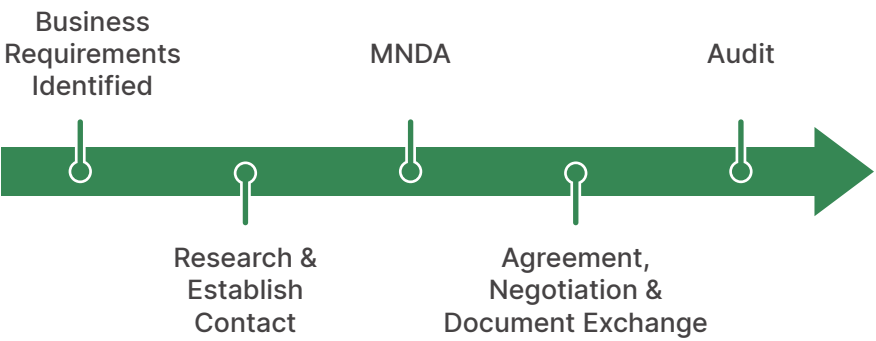 Business
Requirements
Identified
MNDA
Audit
Research &
Establish
Contact
Agreement,
Negotiation &
Document Exchange